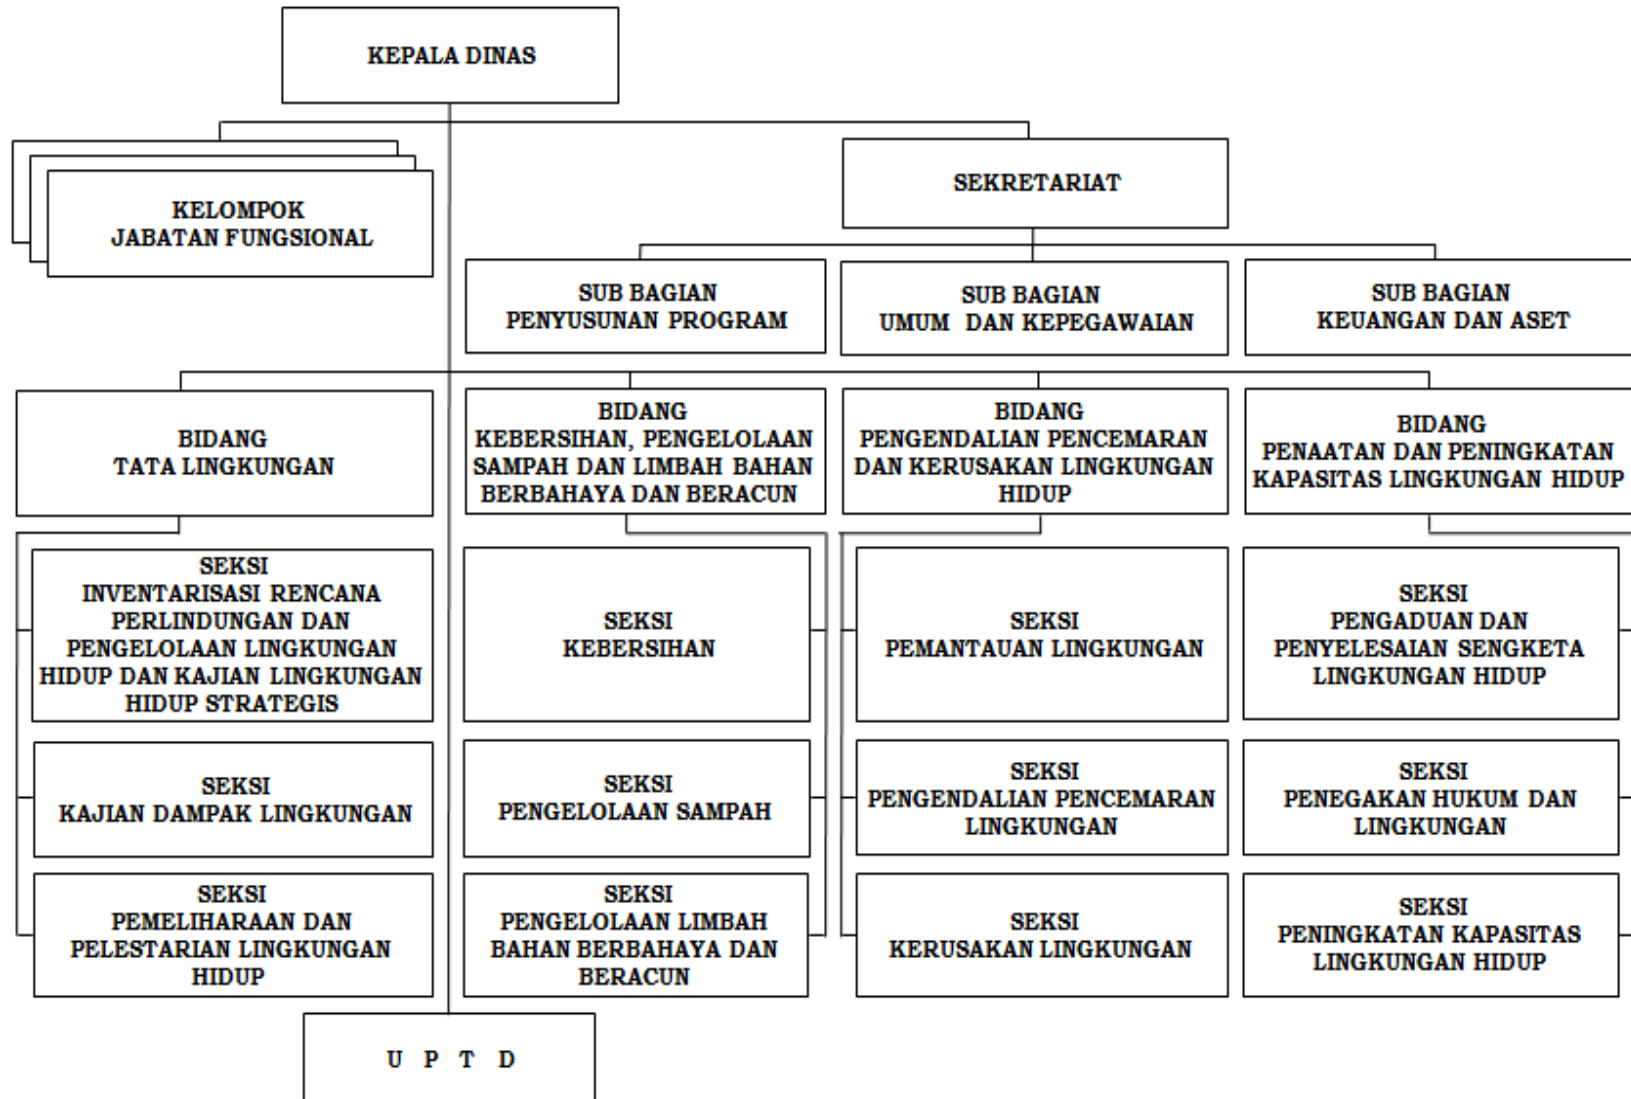 KEPALA DINAS
KELOMPOK
JABATAN FUNGSIONAL
SEKRETARIAT
SUB BAGIAN
PENYUSUNAN PROGRAM
SUB BAGIAN
UMUM DAN KEPEGAWAIAN
SUB BAGIAN
KEUANGAN DAN ASET
BIDANG
TATA LINGKUNGAN
BIDANG
KEBERSIHAN, PENGELOLAAN
SAMPAH DAN LIMBAH BAHAN
BERBAHAYA DAN BERACUN
BIDANG
PENGENDALIAN PENCEMARAN
DAN KERUSAKAN LINGKUNGAN
HIDUP
BIDANG
PENAATAN DAN PENINGKATAN
KAPASITAS LINGKUNGAN HIDUP
SEKSI
INVENTARISASI RENCANA
PERLINDUNGAN DAN
PENGELOLAAN LINGKUNGAN
HIDUP DAN KAJIAN LINGKUNGAN
HIDUP STRATEGIS
SEKSI
KEBERSIHAN
SEKSI
PEMANTAUAN LINGKUNGAN
SEKSI
PENGADUAN DAN
PENYELESAIAN SENGKETA
LINGKUNGAN HIDUP
SEKSI
KAJIAN DAMPAK LINGKUNGAN
SEKSI
PENGELOLAAN SAMPAH
SEKSI
PENGENDALIAN PENCEMARAN
LINGKUNGAN
SEKSI
PENEGAKAN HUKUM DAN
LINGKUNGAN
SEKSI
PEMELIHARAAN DAN
PELESTARIAN LINGKUNGAN
HIDUP
SEKSI
PENGELOLAAN LIMBAH
BAHAN BERBAHAYA DAN
BERACUN
SEKSI
KERUSAKAN LINGKUNGAN
SEKSI
PENINGKATAN KAPASITAS
LINGKUNGAN HIDUP
U P T D